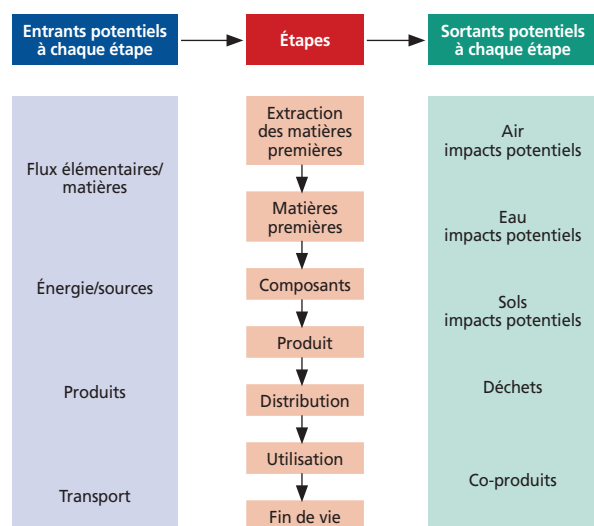 Entrants potentiels
à chaque étape
Étapes
Sortants potentiels
à chaque étape
Flux élémentaires/
matières
Énergie/sources
Produits
Transport
Extraction
des matières
premières
Matières
premières
Composants
Produit
Distribution
Utilisation
Fin de vie
Air
impacts potentiels
Eau
impacts potentiels
Sols
impacts potentiels
Déchets
Co-produits